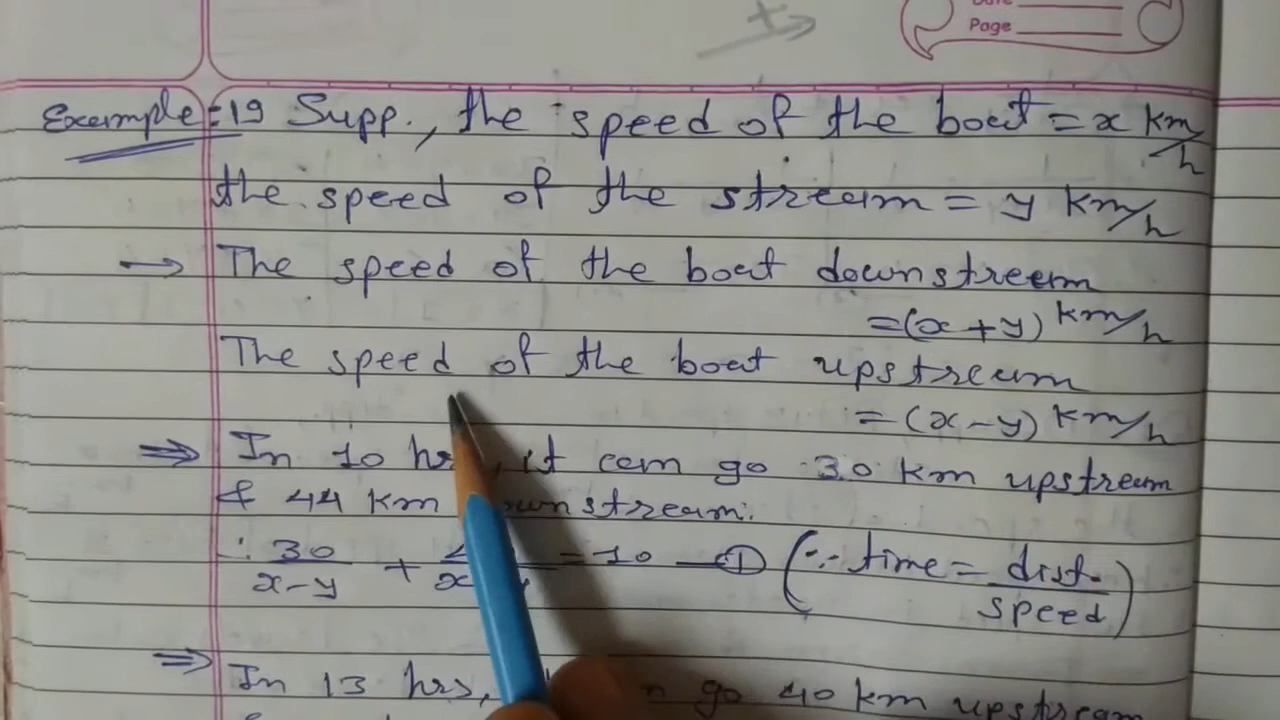 Page
Example:19 Supp., the speed of the boat = x km/h
the speed of the stream = y km/h
→ The speed of the boat downstream
= (x + y) km/h
The speed of the boat upstream
= (x - y) km/h
⇒ In 10 hr, it can go 30 km upstream
& 44 km downstream.
∴ 30/(x-y) + = 10 — ① (∵ time = dist./speed)
⇒ In 13 hrs, go 40 km upstream